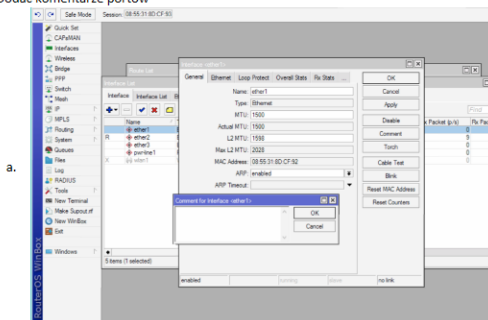 Dodać komentarze portów
a.
Safe Mode Session: 08:55:31:8D:CF:93
Quick Set
CAPsMAN
Interfaces
Wireless
Bridge
PPP
Switch
Mesh
IP
MPLS
Routing
System
Queues
Files
Log
RADIUS
Tools
New Terminal
Make Supout.rif
New WinBox
Exit
Windows
RouterOS WinBox
Route List
Interface List
Interface Interface List
Name
ether1
R ether2
ether3
pwr-line1
X wlan1
5 items (1 selected)
Find
x Packet (p/s)
0
9
0
0
0
Interface <ether1>
General Ethernet Loop Protect Overall Stats Rx Stats ...
Name: ether1
Type: Ethernet
MTU: 1500
Actual MTU: 1500
L2 MTU: 1598
Max L2 MTU: 2028
MAC Address: 08:55:31:8D:CF:92
ARP: enabled
ARP Timeout:
OK
Cancel
Apply
Disable
Comment
Torch
Cable Test
Blink
Reset MAC Address
Reset Counters
Comment for Interface <ether1>
OK
Cancel
enabled running slave no link